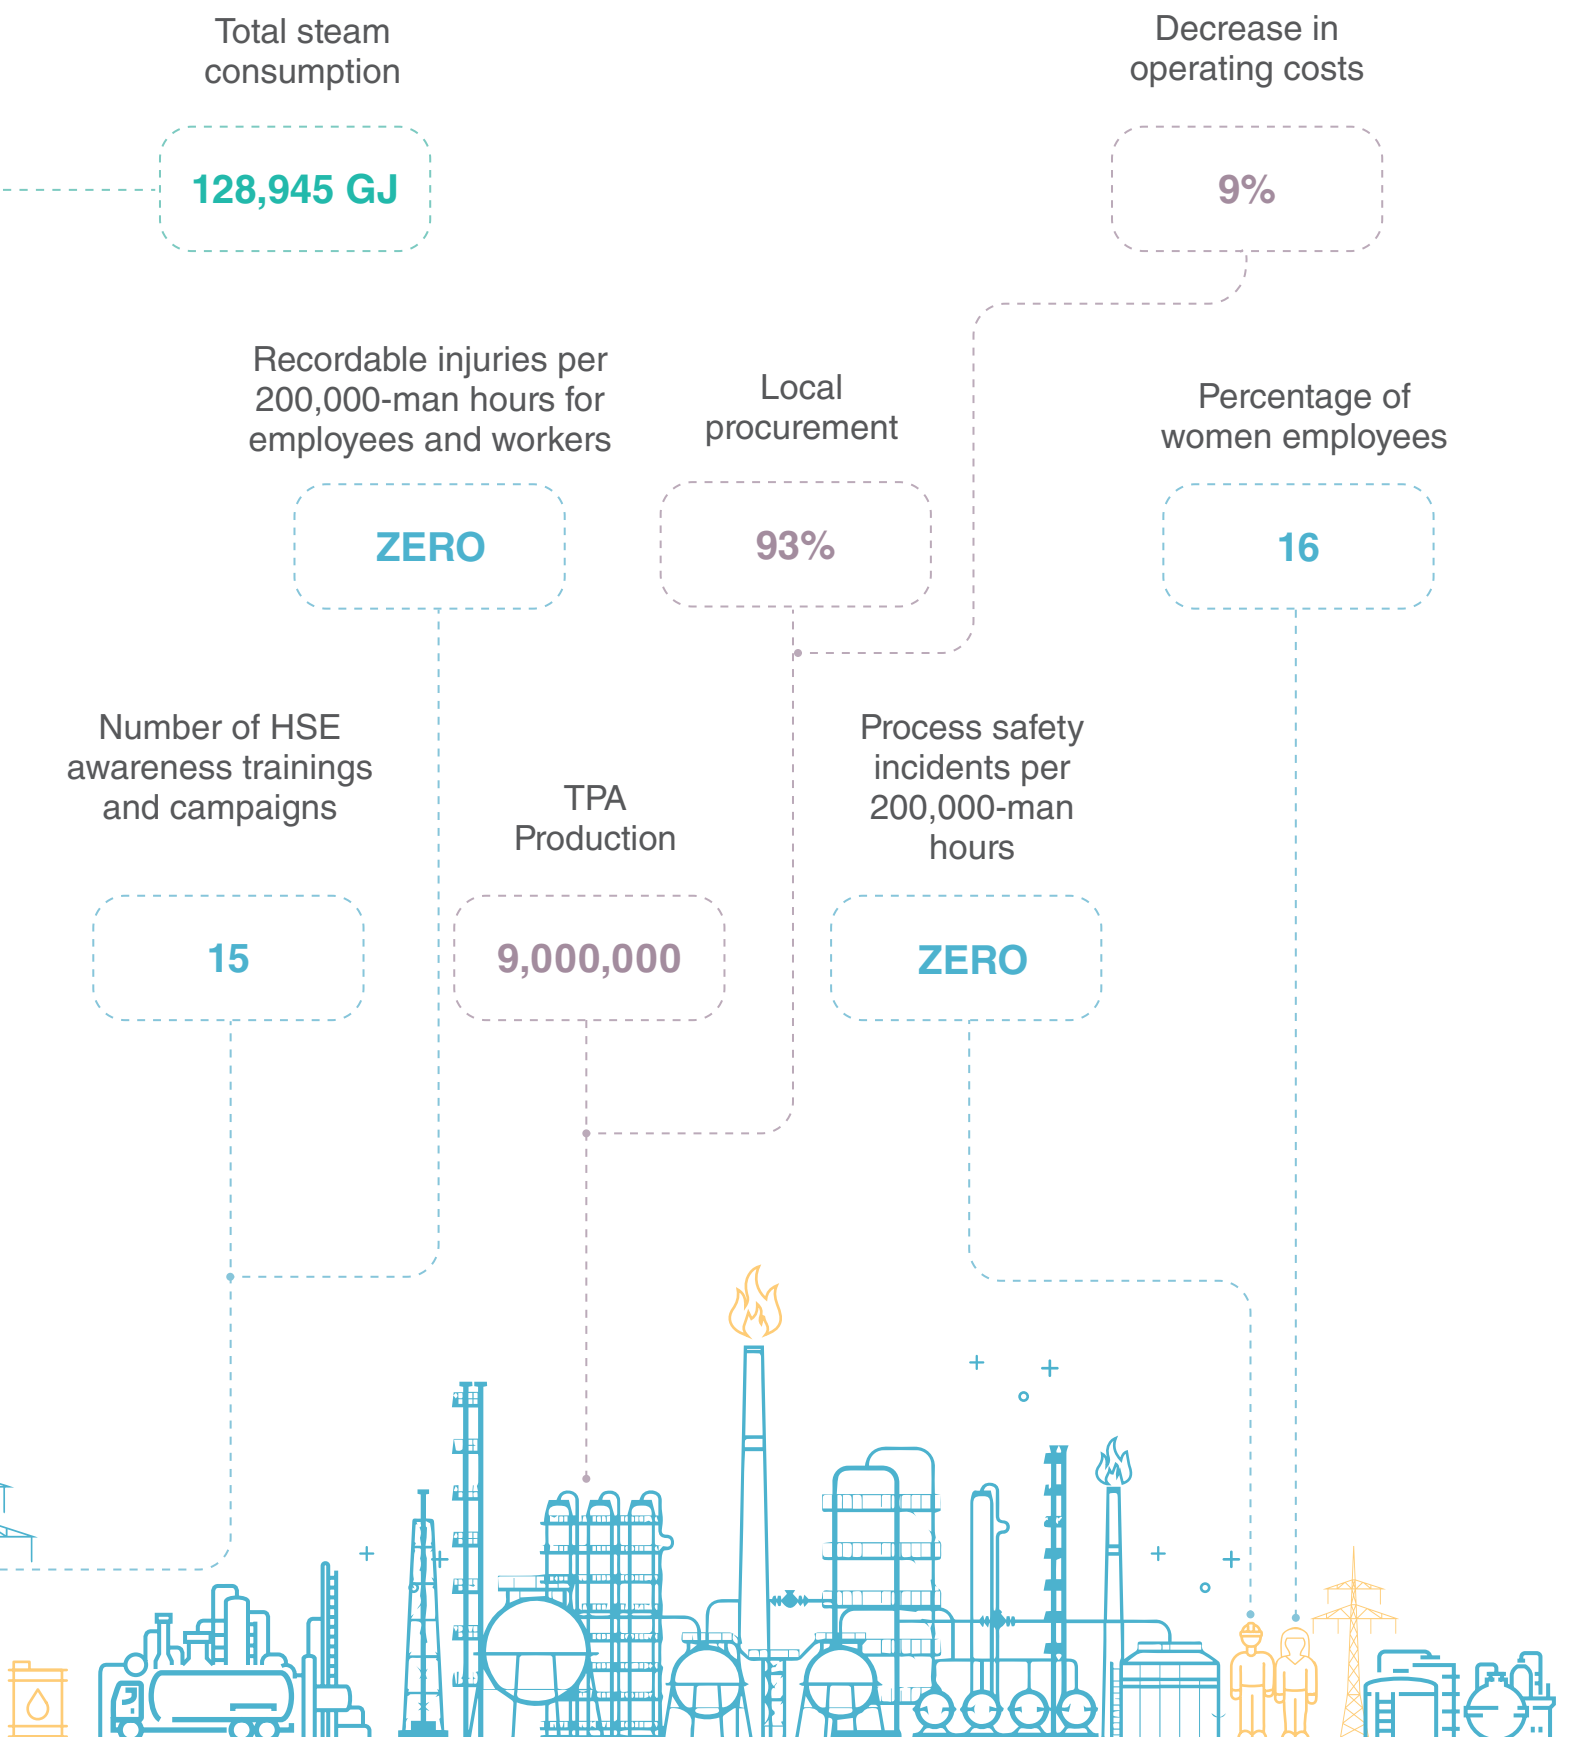 Total steam
consumption
128,945 GJ
Decrease in
operating costs
9%
Recordable injuries per
200,000-man hours for
employees and workers
ZERO
Local
procurement
93%
Percentage of
women employees
16
Number of HSE
awareness trainings
and campaigns
15
TPA
Production
9,000,000
Process safety
incidents per
200,000-man
hours
ZERO